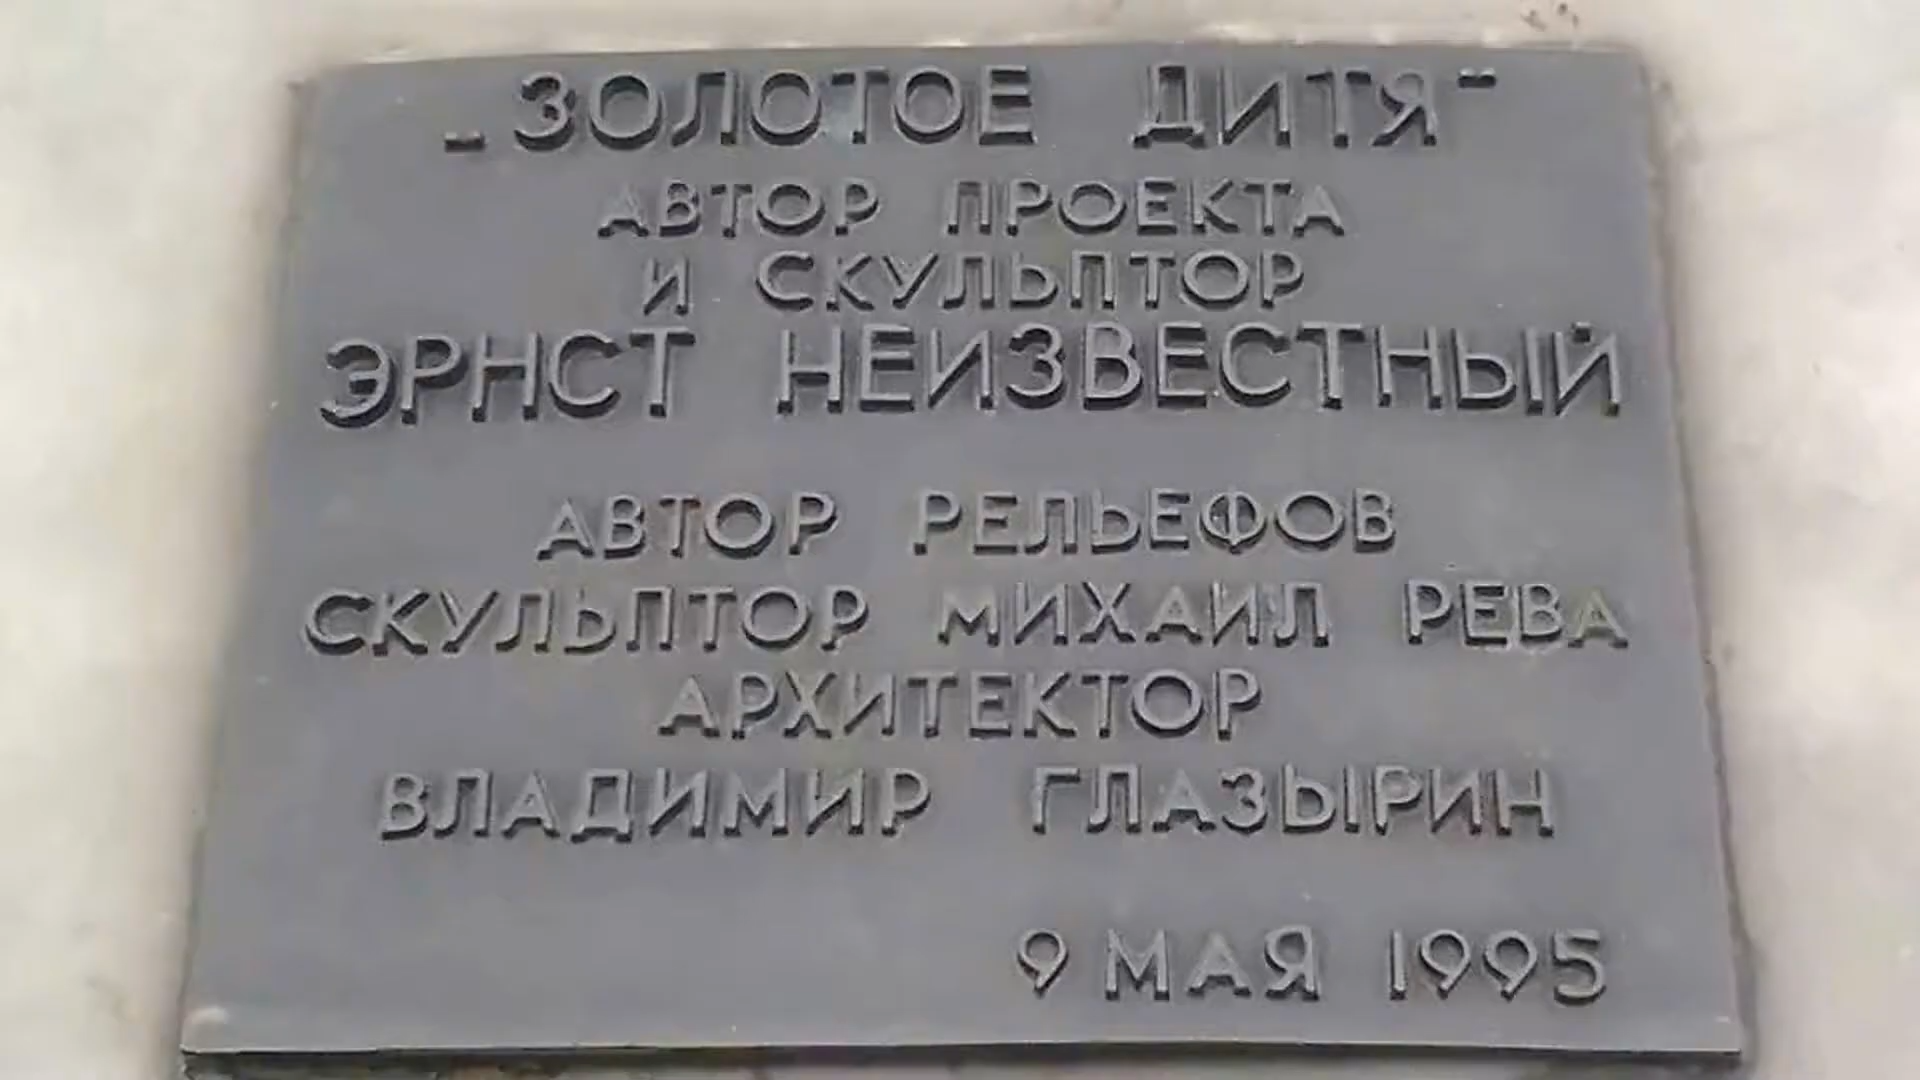 „ЗОЛОТОЕ ДИТЯ"
АВТОР ПРОЕКТА
И СКУЛЬПТОР
ЭРНСТ НЕИЗВЕСТНЫЙ
АВТОР РЕЛЬЕФОВ
СКУЛЬПТОР МИХАИЛ РЕВА
АРХИТЕКТОР
ВЛАДИМИР ГЛАЗЫРИН
9 МАЯ 1995